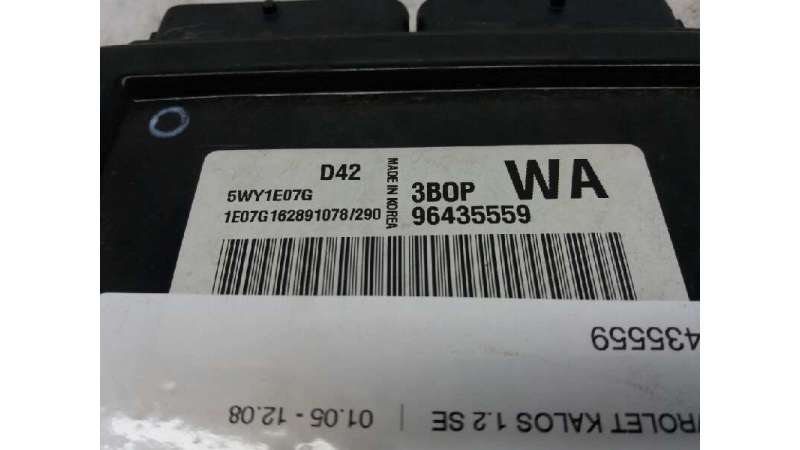 D42
MADE IN KOREA
3BOP
WA
5WY1E07G
1E07G162891078/290
96435559
435559
ROLET KALOS 1.2 SE | 01.05 - 12.08